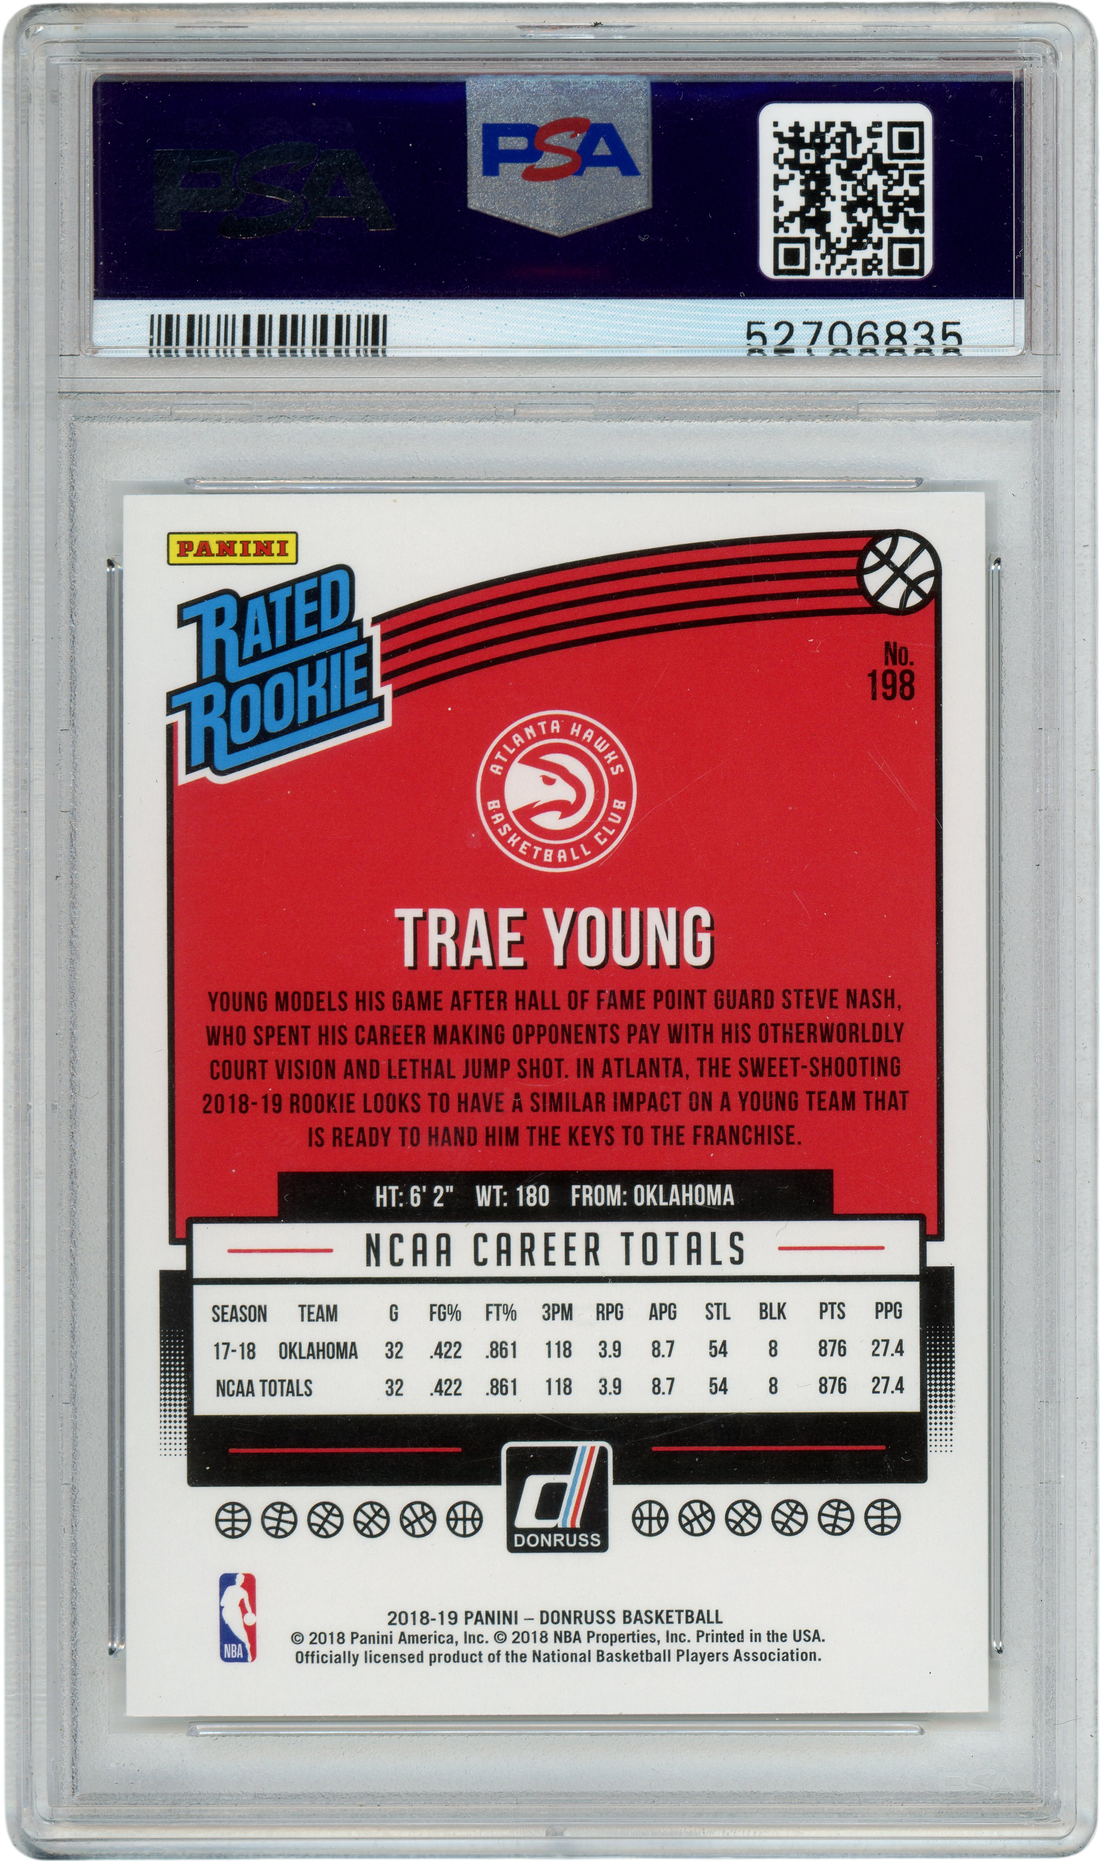 PSA
PSA
52706835
PANINI
RATED
ROOKIE
No.
198
ATLANTA HAWKS
BASKETBALL CLUB
TRAE YOUNG
YOUNG MODELS HIS GAME AFTER HALL OF FAME POINT GUARD STEVE NASH,
WHO SPENT HIS CAREER MAKING OPPONENTS PAY WITH HIS OTHERWORLDLY
COURT VISION AND LETHAL JUMP SHOT. IN ATLANTA, THE SWEET-SHOOTING
2018-19 ROOKIE LOOKS TO HAVE A SIMILAR IMPACT ON A YOUNG TEAM THAT
IS READY TO HAND HIM THE KEYS TO THE FRANCHISE.
HT: 6' 2" WT: 180 FROM: OKLAHOMA
NCAA CAREER TOTALS
SEASON TEAM G FG% FT% 3PM RPG APG STL BLK PTS PPG
17-18 OKLAHOMA 32 .422 .861 118 3.9 8.7 54 8 876 27.4
NCAA TOTALS 32 .422 .861 118 3.9 8.7 54 8 876 27.4
d
DONRUSS
NBA
2018-19 PANINI – DONRUSS BASKETBALL
© 2018 Panini America, Inc. © 2018 NBA Properties, Inc. Printed in the USA.
Officially licensed product of the National Basketball Players Association.